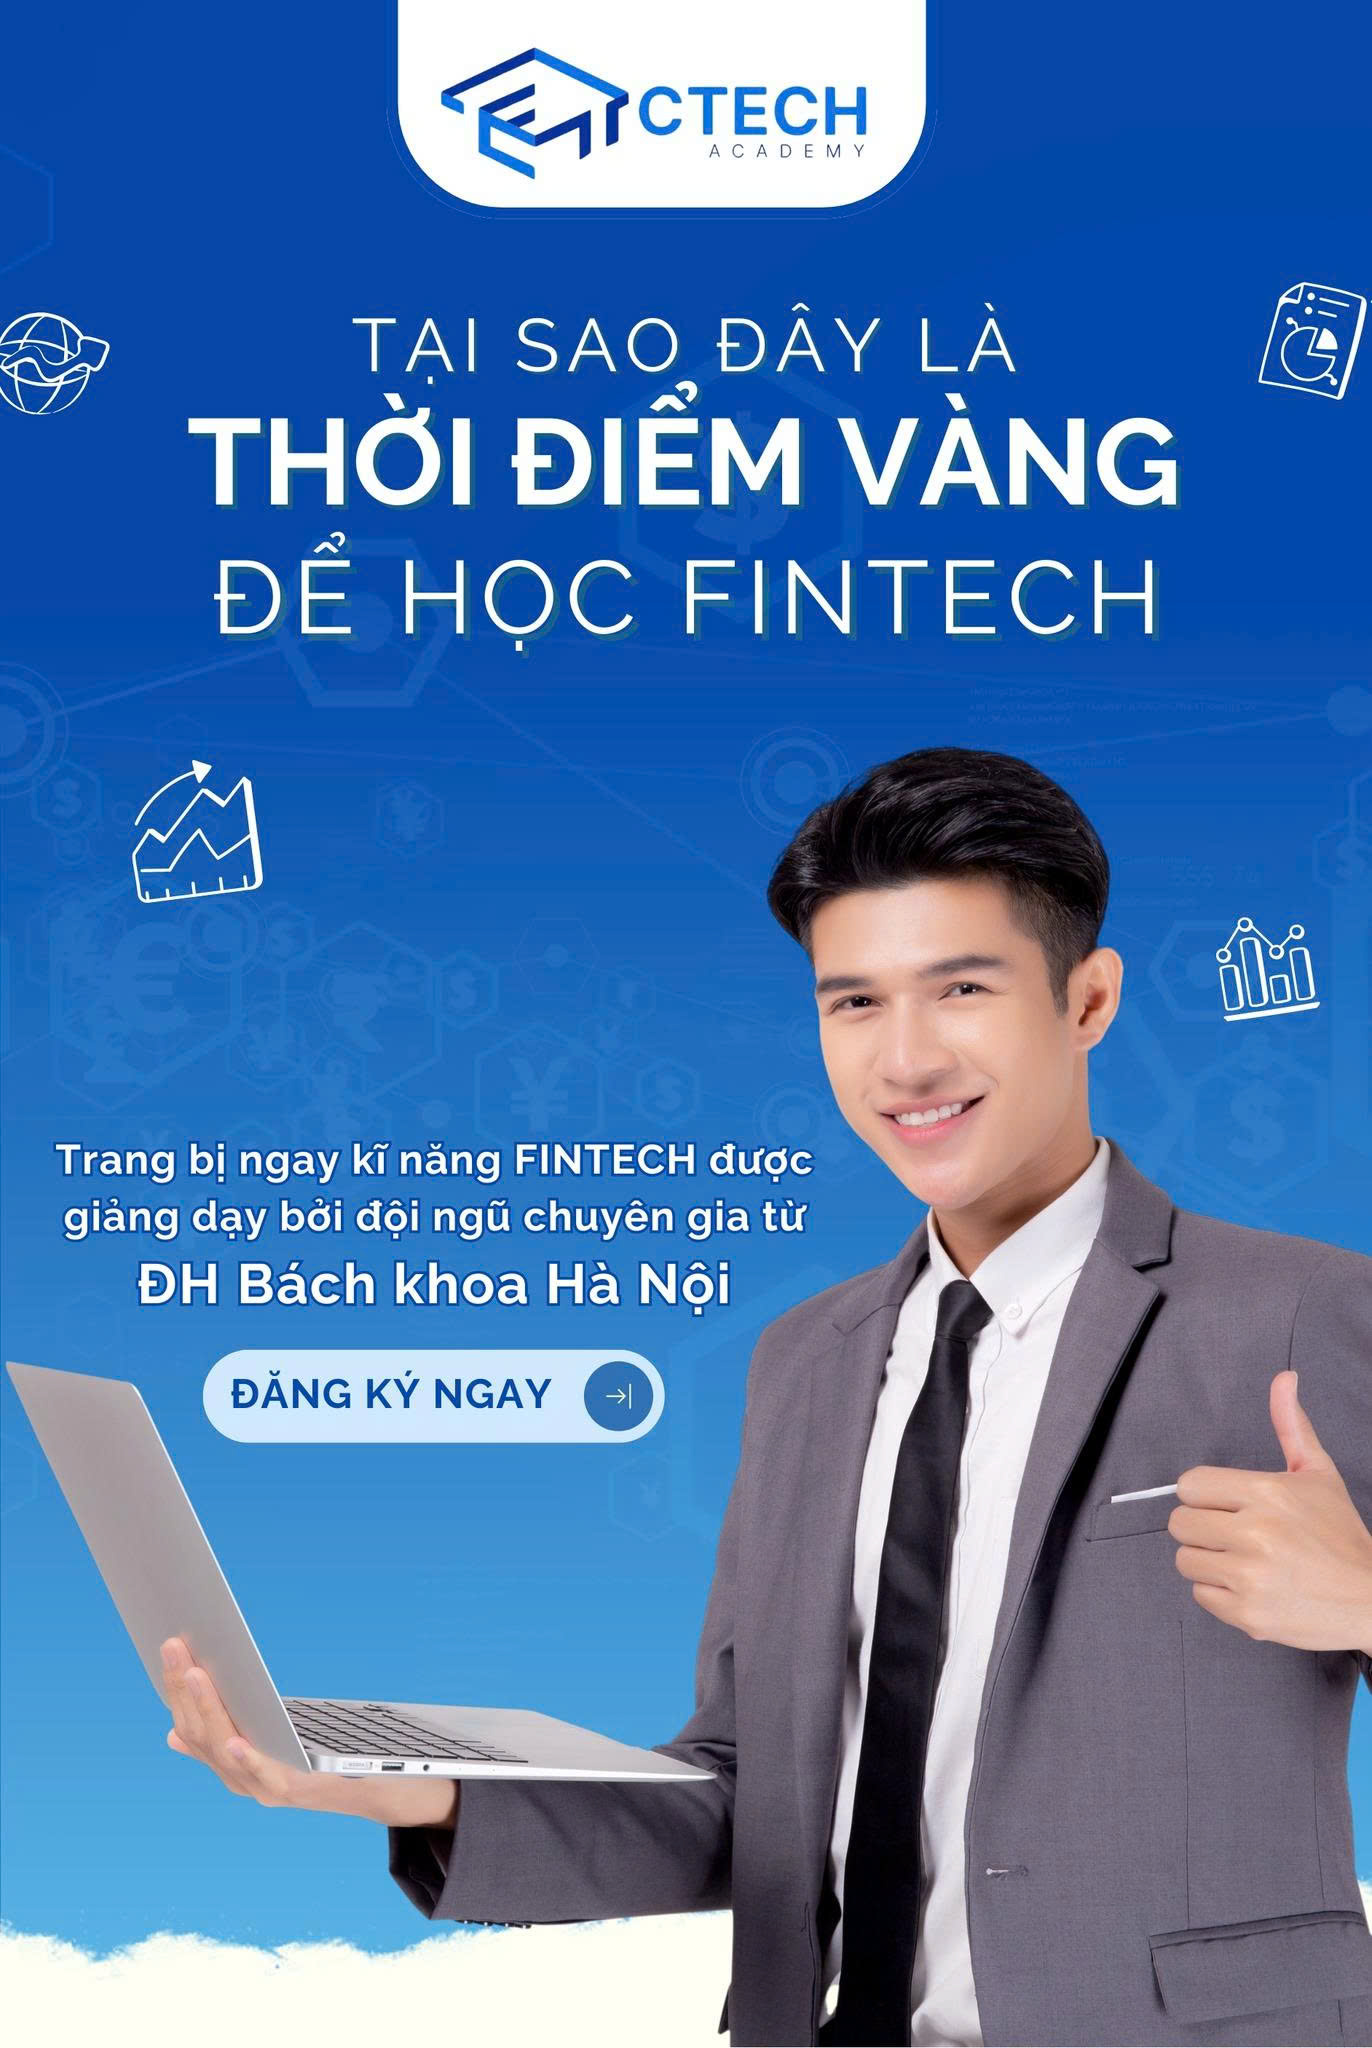 CTECH
ACADEMY
TẠI SAO ĐÂY LÀ
THỜI ĐIỂM VÀNG
ĐỂ HỌC FINTECH
Trang bị ngay kĩ năng FINTECH được
giảng dạy bởi đội ngũ chuyên gia từ
ĐH Bách khoa Hà Nội
ĐĂNG KÝ NGAY